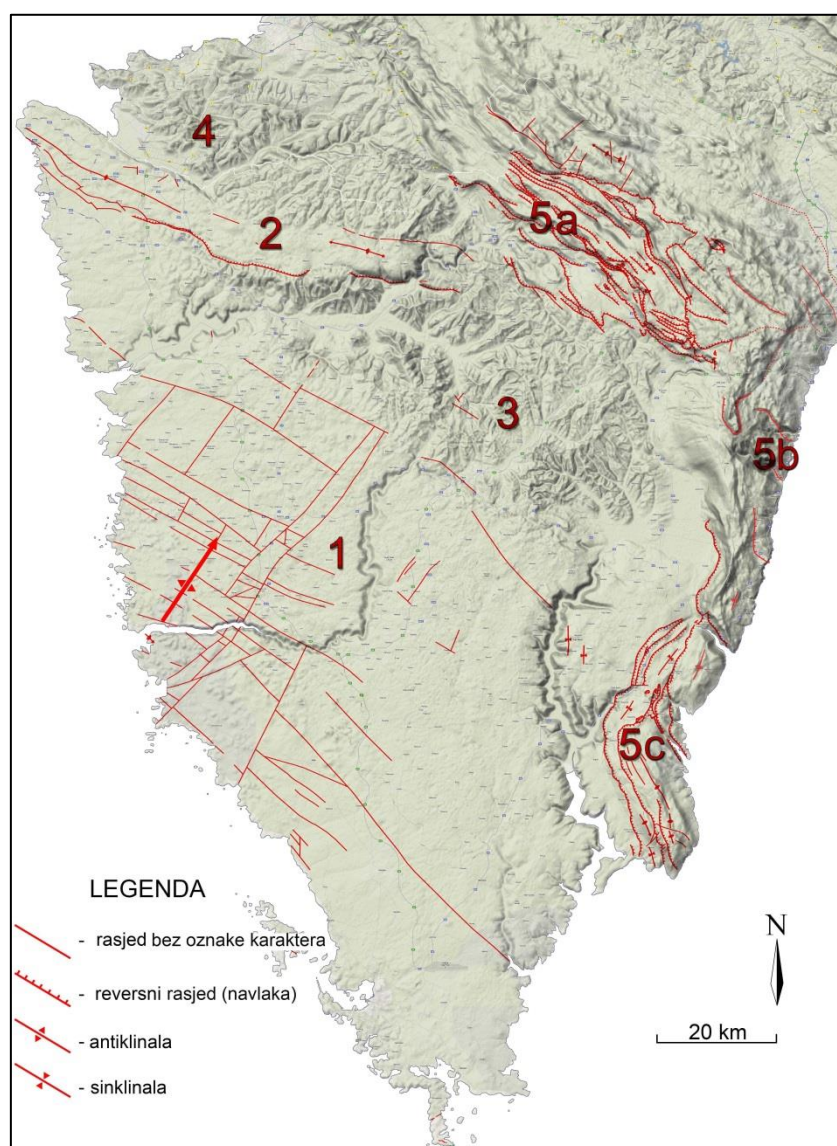 4
2
5a
3
5b
1
5c
LEGENDA
- rasjed bez oznake karaktera
- reversni rasjed (navlaka)
- antiklinala
- sinklinala
N
20 km